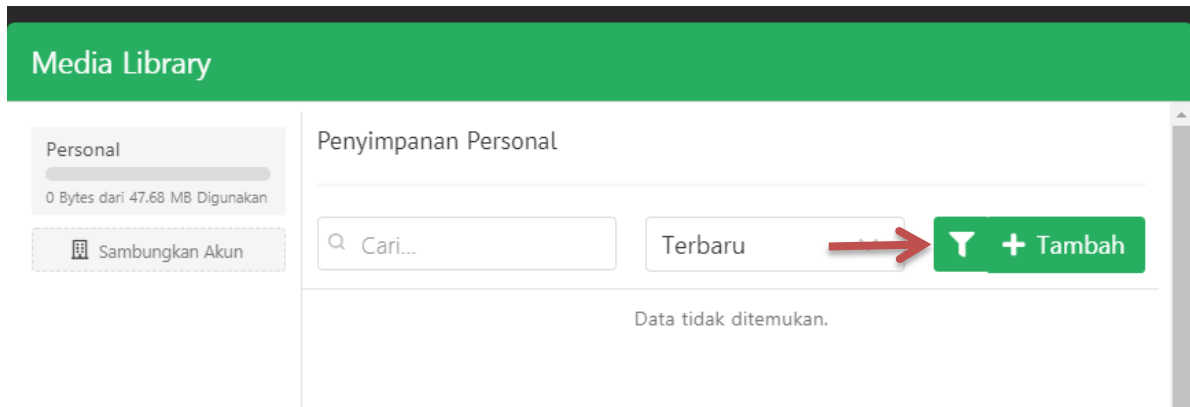 Media Library
Personal
0 Bytes dari 47.68 MB Digunakan
Sambungkan Akun
Penyimpanan Personal
Cari...
Terbaru
Tambah
Data tidak ditemukan.